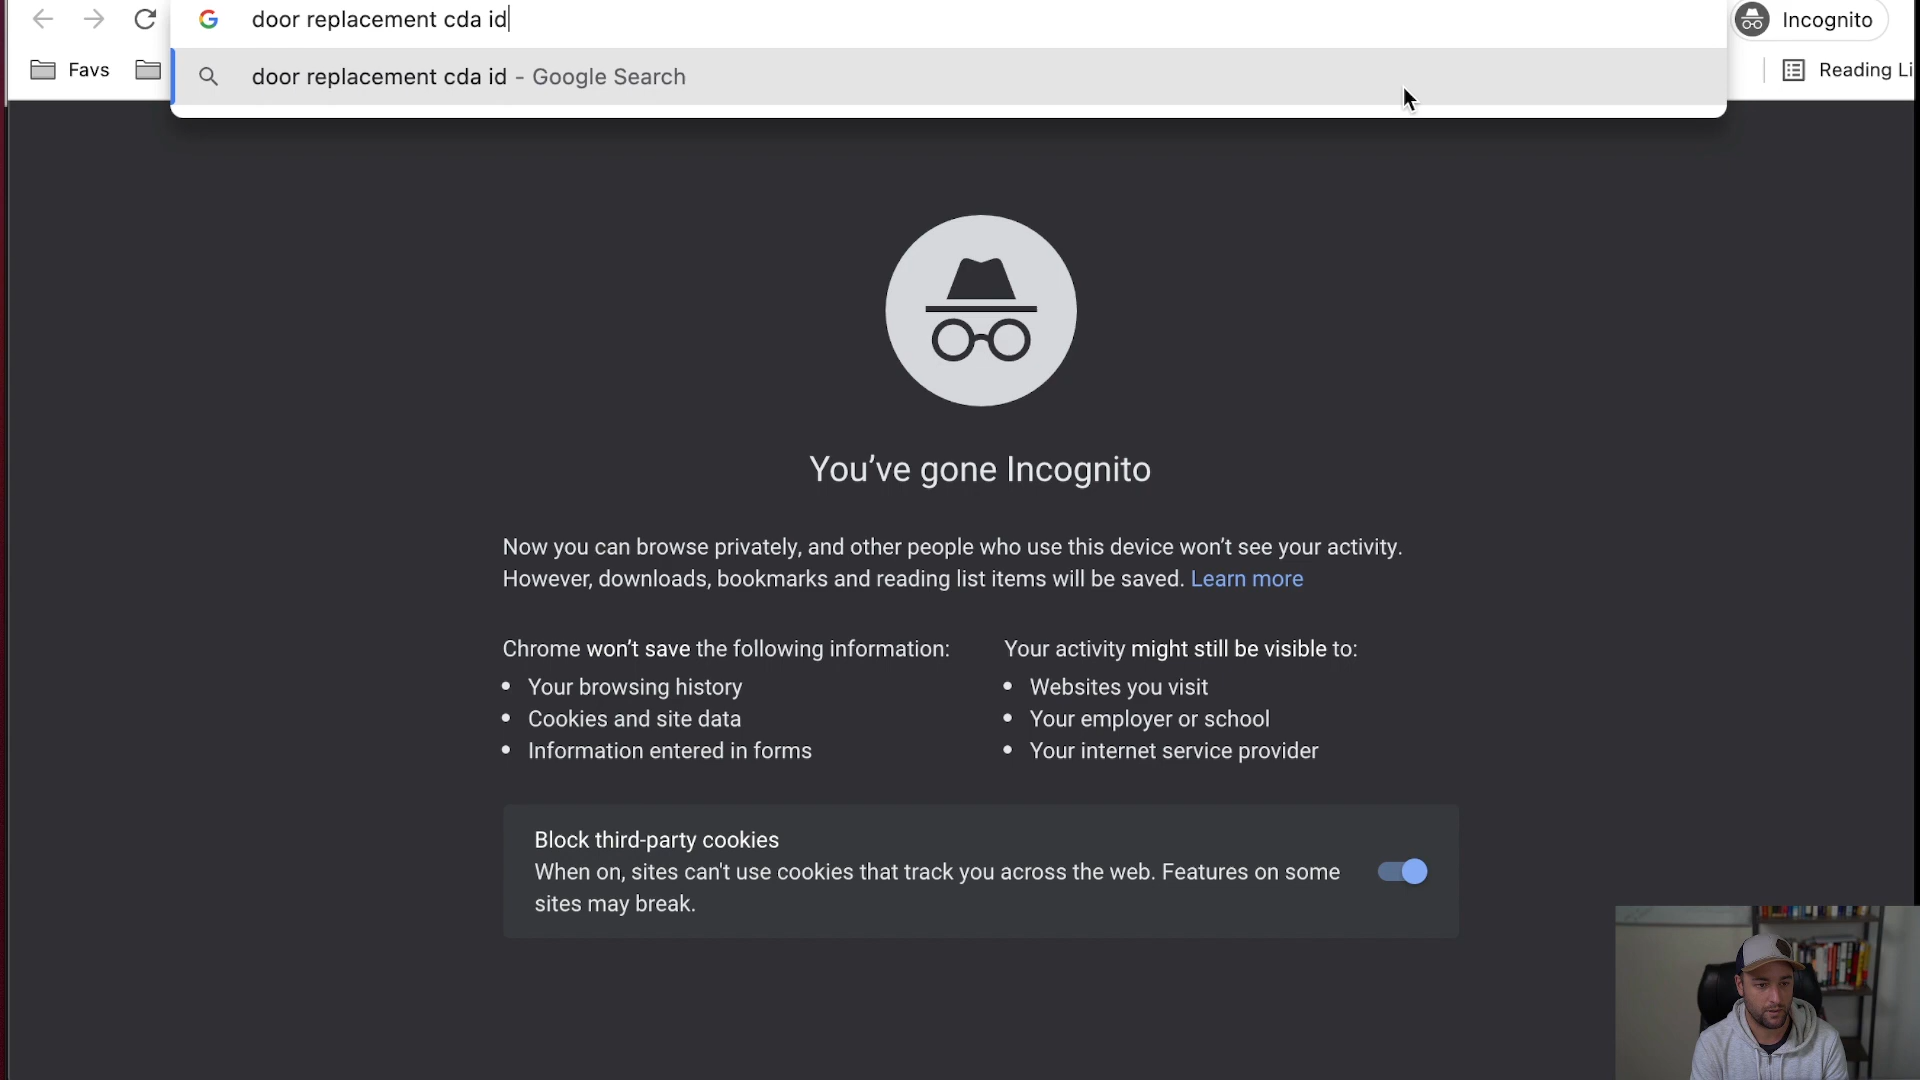 door replacement cda id
Incognito
Favs
door replacement cda id - Google Search
Reading Li
You've gone Incognito
Now you can browse privately, and other people who use this device won't see your activity.
However, downloads, bookmarks and reading list items will be saved. Learn more
Chrome won't save the following information:
Your browsing history
Cookies and site data
Information entered in forms
Your activity might still be visible to:
Websites you visit
Your employer or school
Your internet service provider
Block third-party cookies
When on, sites can't use cookies that track you across the web. Features on some
sites may break.